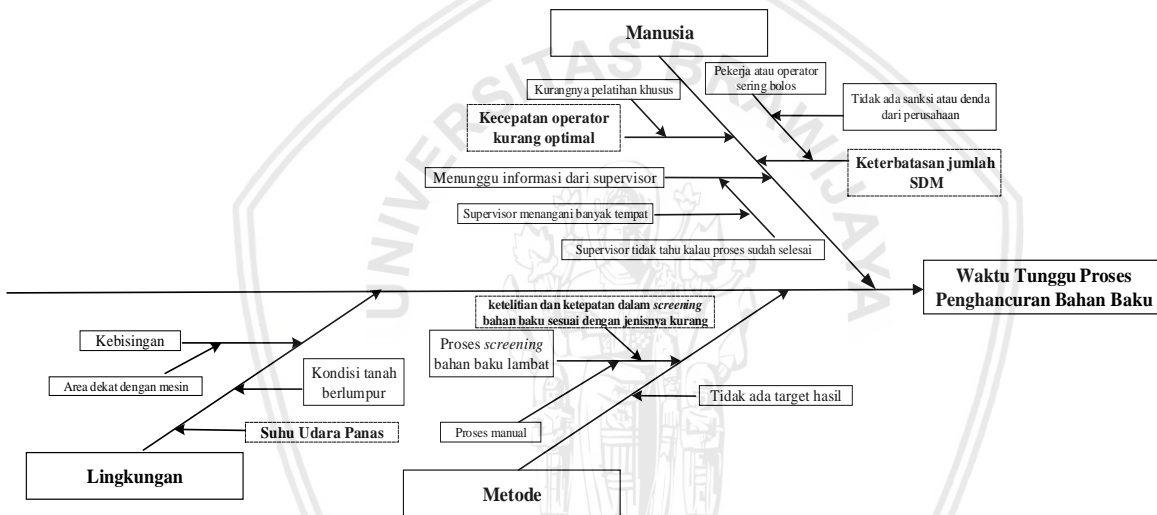 Manusia
Pekerja atau operator
sering bolos
Kurangnya pelatihan khusus
Tidak ada sanksi atau denda
dari perusahaan
Kecepatan operator
kurang optimal
Keterbatasan jumlah
SDM
Menunggu informasi dari supervisor
Supervisor menangani banyak tempat
Supervisor tidak tahu kalau proses sudah selesai
Waktu Tunggu Proses
Penghancuran Bahan Baku
ketelitian dan ketepatan dalam screening
bahan baku sesuai dengan jenisnya kurang
Kebisingan
Proses screening
bahan baku lambat
Area dekat dengan mesin
Kondisi tanah
berlumpur
Tidak ada target hasil
Suhu Udara Panas
Proses manual
Lingkungan
Metode
UNIVERSITAS BRAWIJAYA